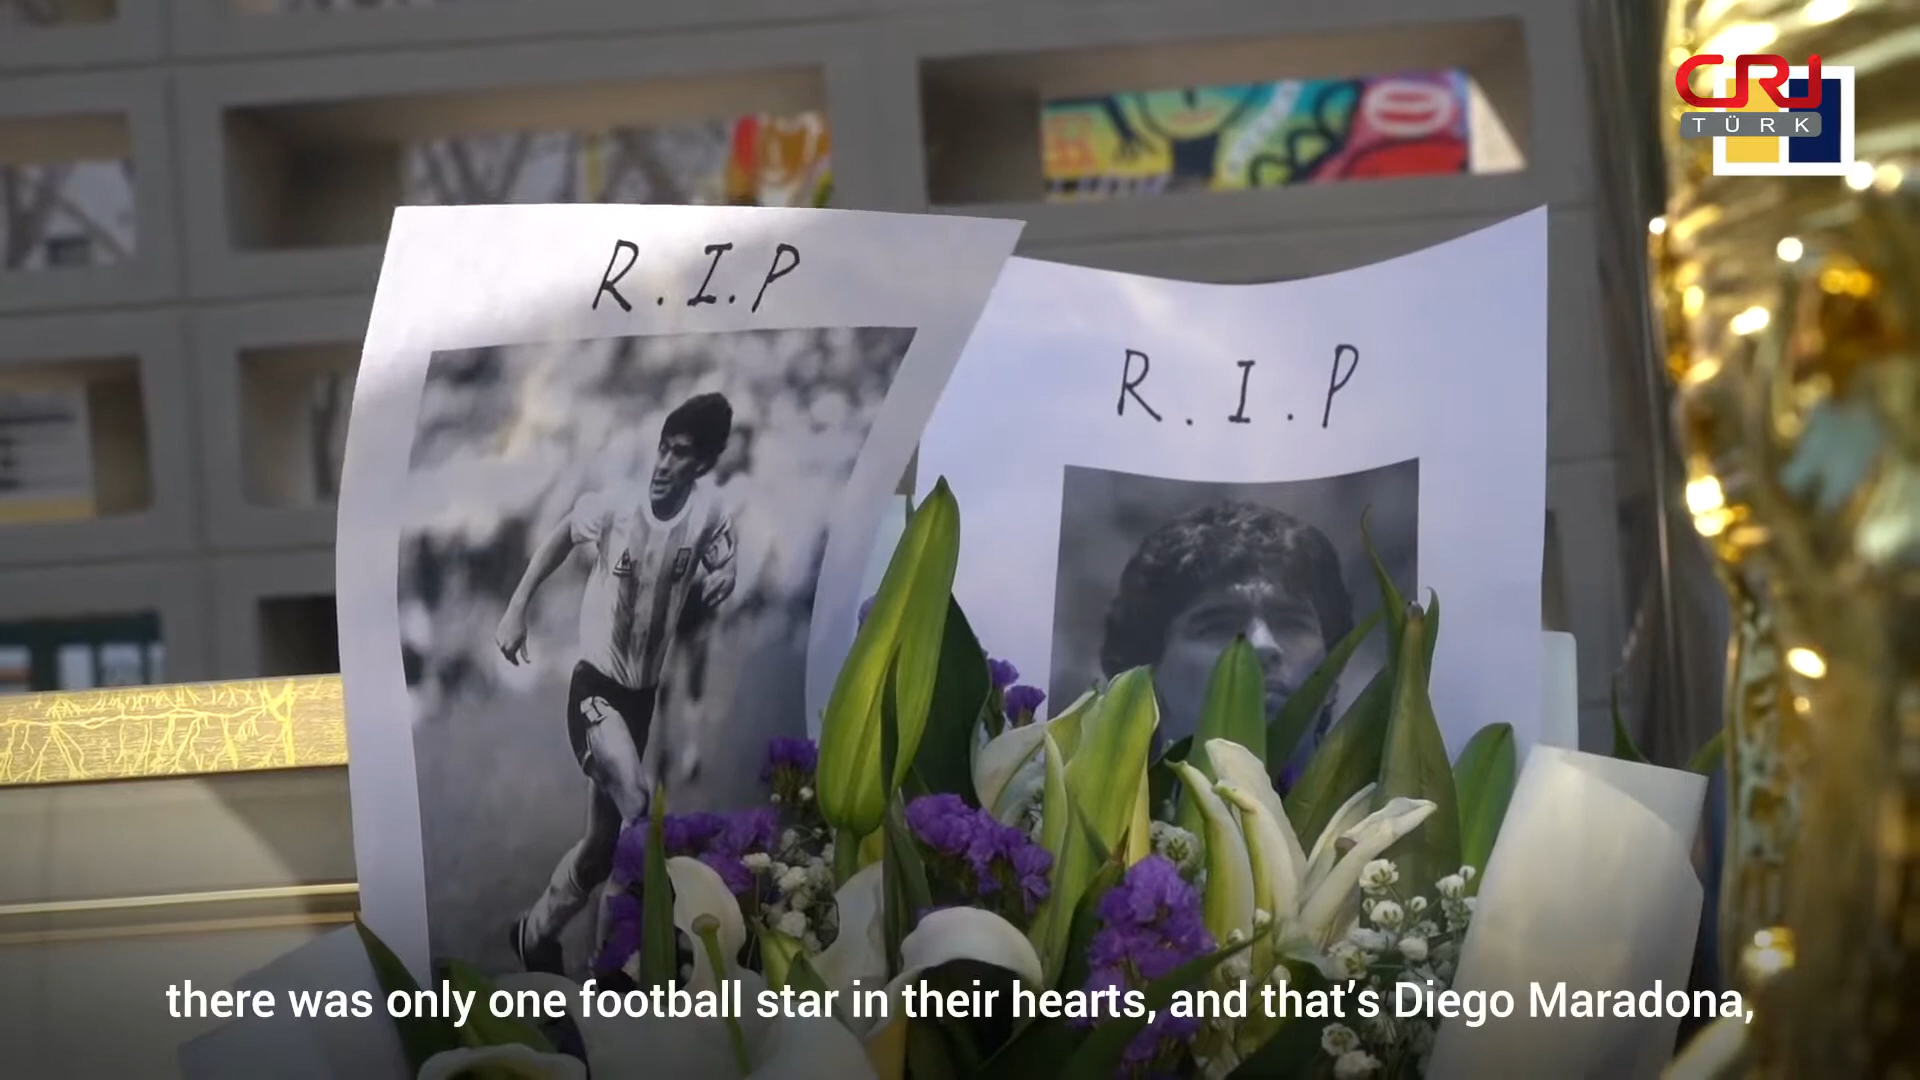 CRI
TÜRK
R.I.P
R.I.P
there was only one football star in their hearts, and that’s Diego Maradona,